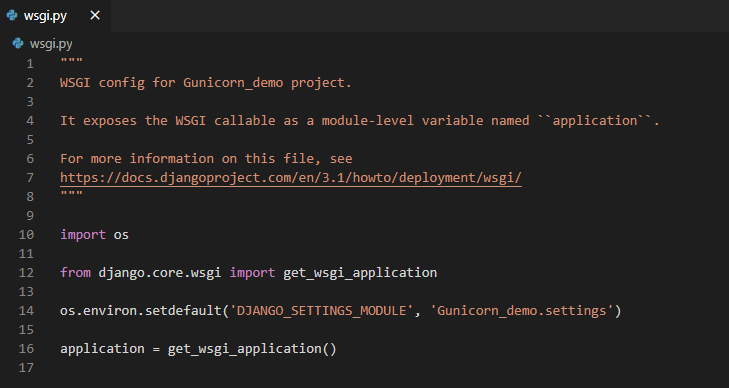 wsgi.py ×
wsgi.py
1 """
2 WSGI config for Gunicorn_demo project.
3
4 It exposes the WSGI callable as a module-level variable named ``application``.
5
6 For more information on this file, see
7 https://docs.djangoproject.com/en/3.1/howto/deployment/wsgi/
8 """
9
10 import os
11
12 from django.core.wsgi import get_wsgi_application
13
14 os.environ.setdefault('DJANGO_SETTINGS_MODULE', 'Gunicorn_demo.settings')
15
16 application = get_wsgi_application()
17